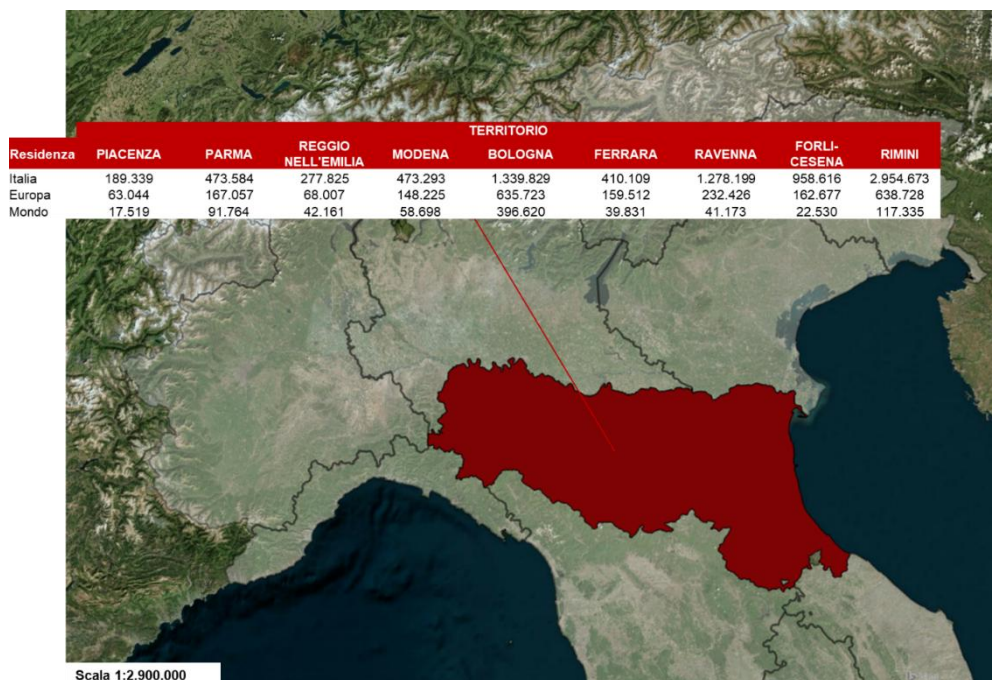 TERRITORIO
Residenza PIACENZA PARMA REGGIO NELL'EMILIA MODENA BOLOGNA FERRARA RAVENNA FORLI-CESENA RIMINI
Italia 189.339 473.584 277.825 473.293 1.339.829 410.109 1.278.199 958.616 2.954.673
Europa 63.044 167.057 68.007 148.225 635.723 159.512 232.426 162.677 638.728
Mondo 17.519 91.764 42.161 58.698 396.620 39.831 41.173 22.530 117.335
Scala 1:2.900.000